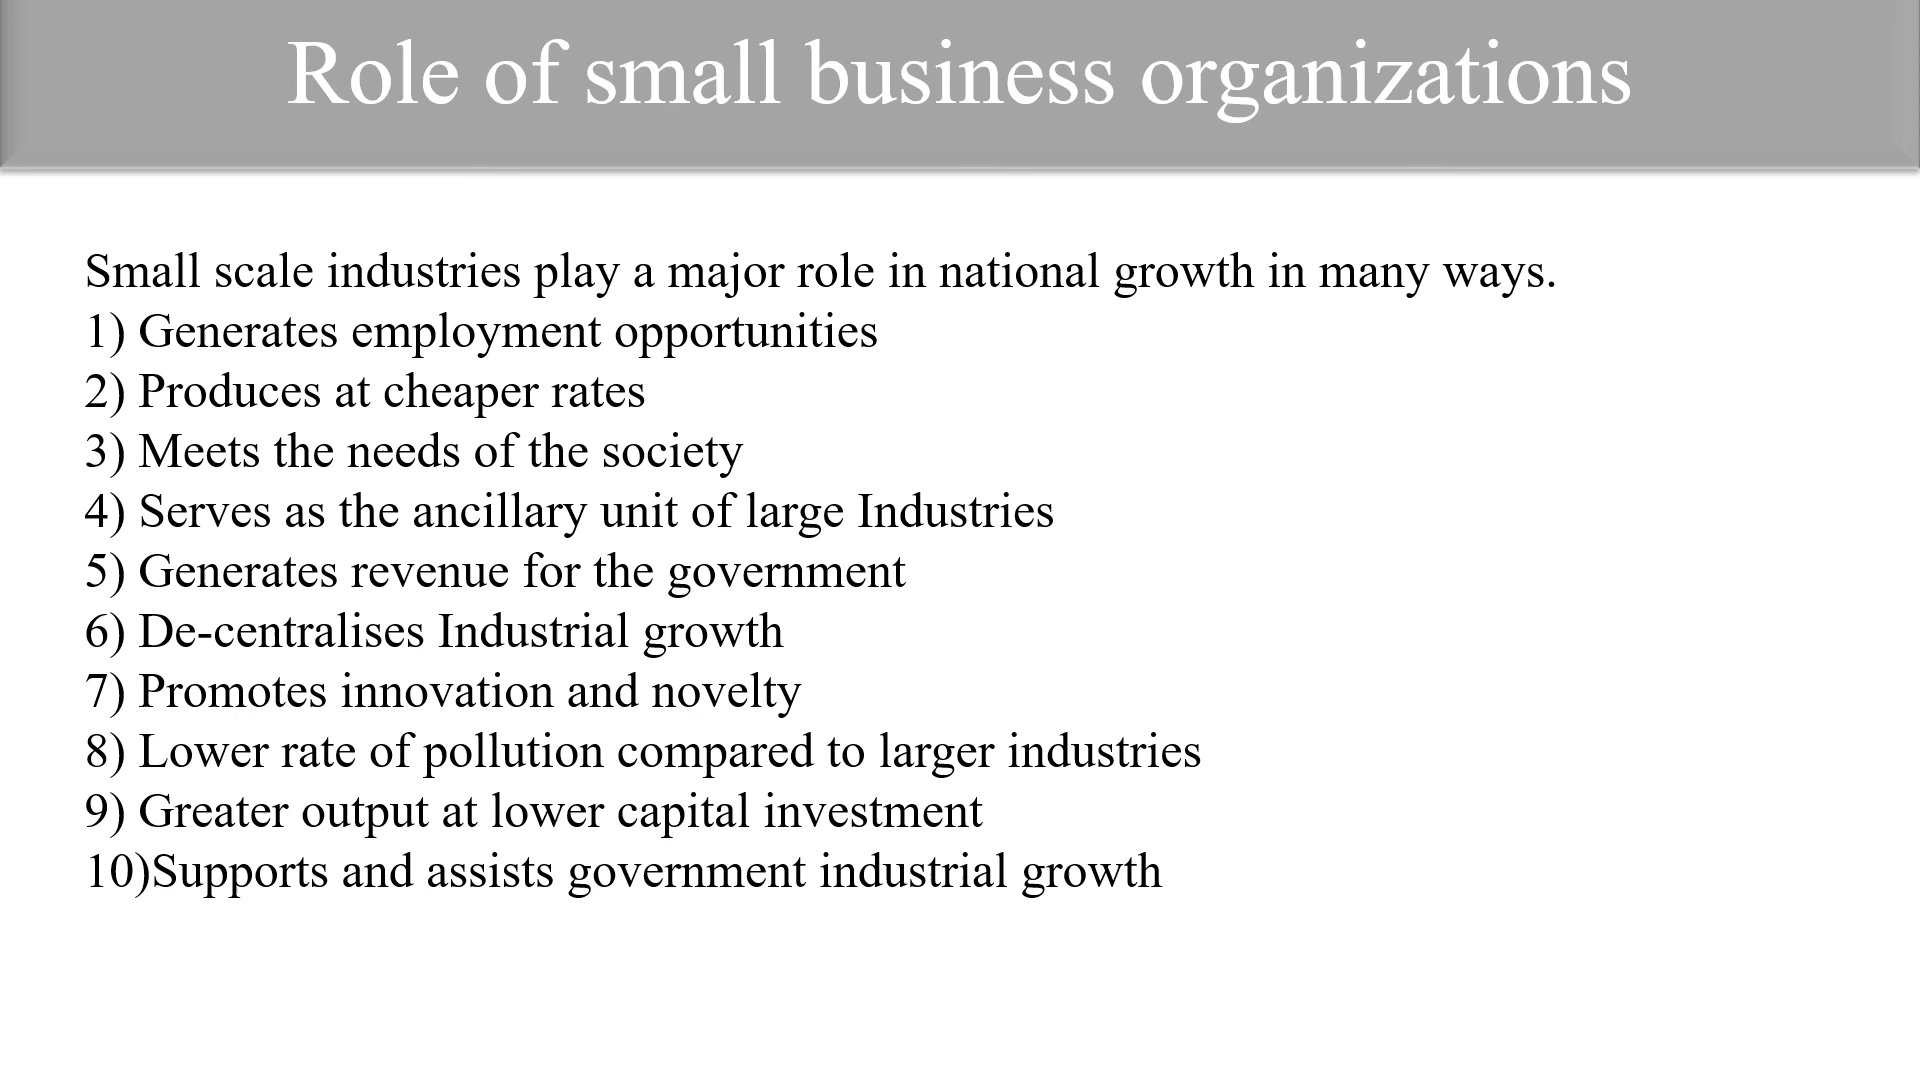 Role of small business organizations
Small scale industries play a major role in national growth in many ways.
1) Generates employment opportunities
2) Produces at cheaper rates
3) Meets the needs of the society
4) Serves as the ancillary unit of large Industries
5) Generates revenue for the government
6) De-centralises Industrial growth
7) Promotes innovation and novelty
8) Lower rate of pollution compared to larger industries
9) Greater output at lower capital investment
10)Supports and assists government industrial growth